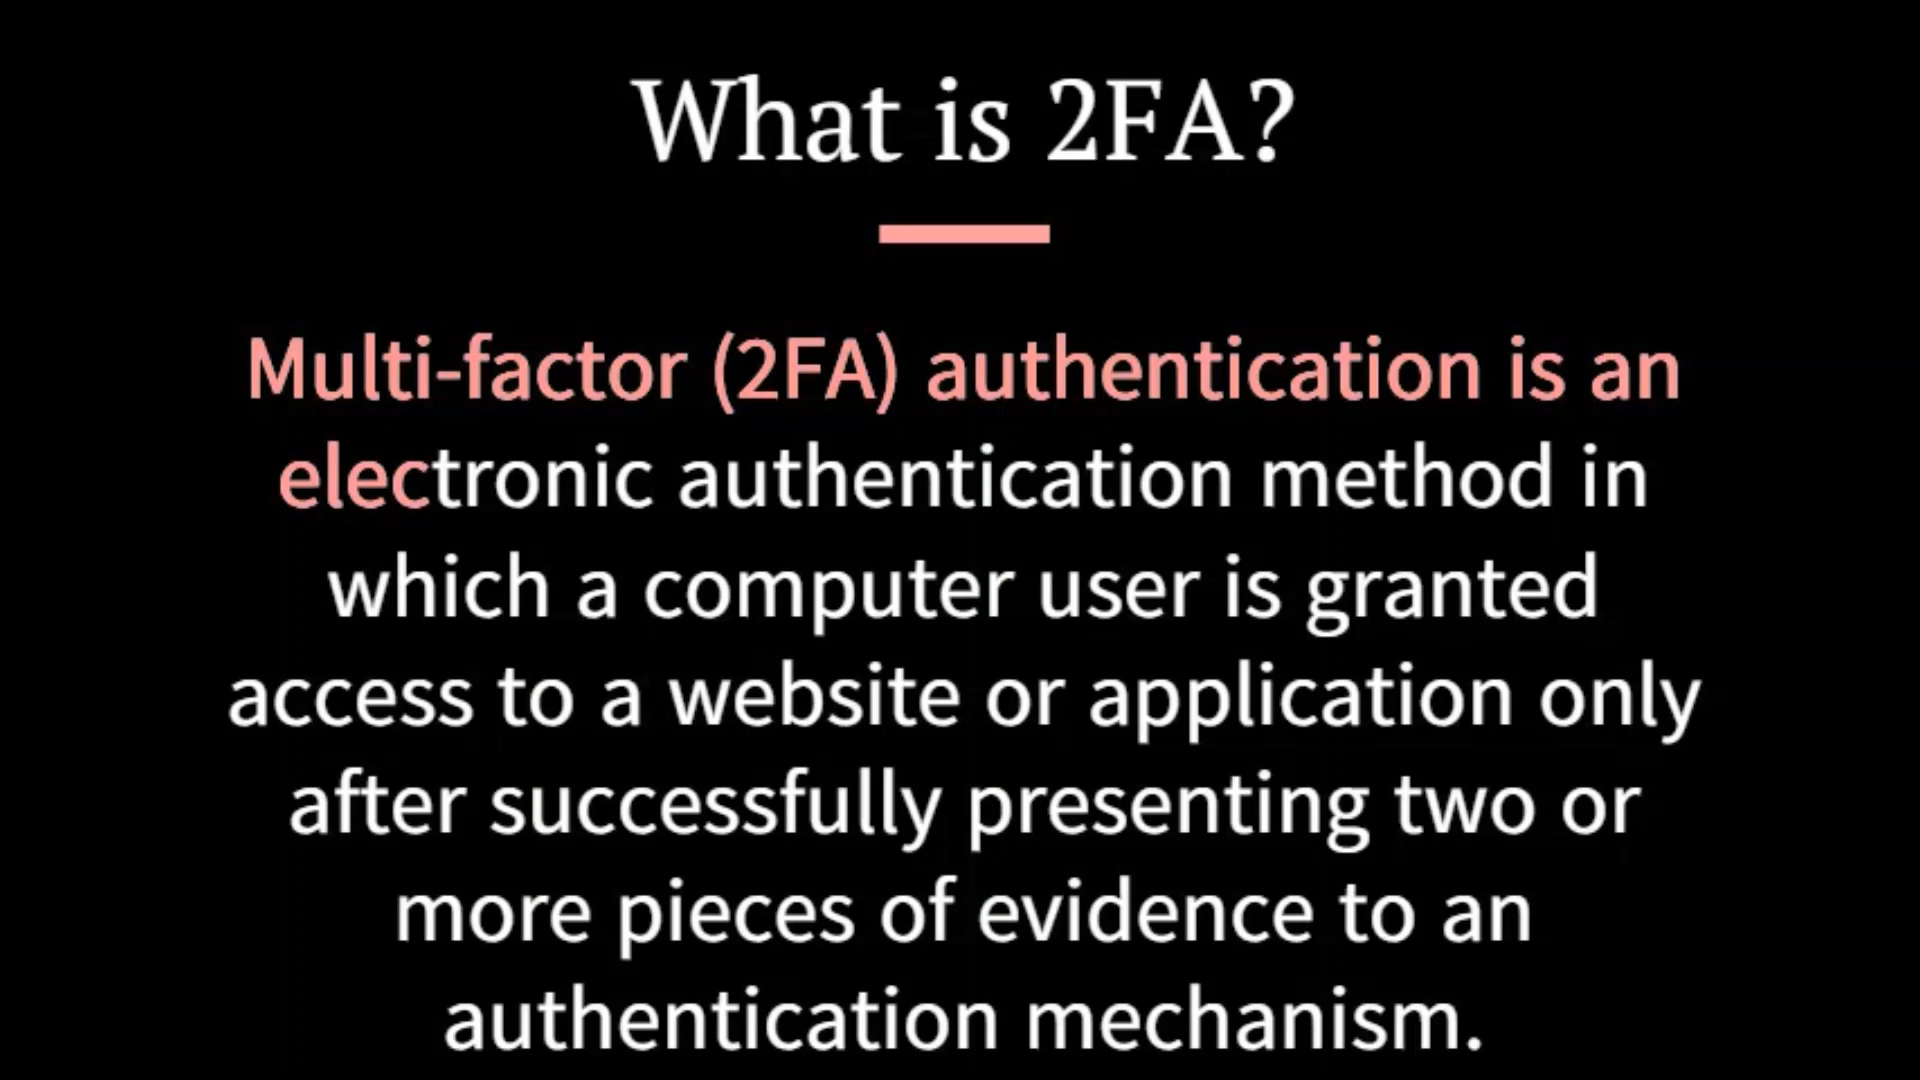 What is 2FA?
Multi-factor (2FA) authentication is an
electronic authentication method in
which a computer user is granted
access to a website or application only
after successfully presenting two or
more pieces of evidence to an
authentication mechanism.